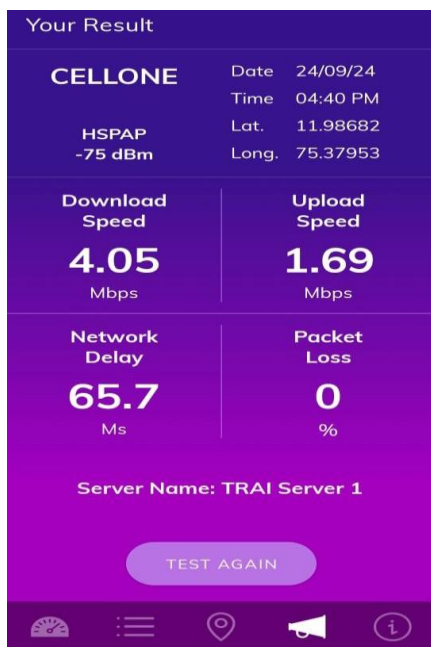 Your Result
CELLONE
HSPAP
-75 dBm
Date 24/09/24
Time 04:40 PM
Lat. 11.98682
Long. 75.37953
Download
Speed
4.05
Mbps
Upload
Speed
1.69
Mbps
Network
Delay
65.7
Ms
Packet
Loss
0
%
Server Name: TRAI Server 1
TEST AGAIN